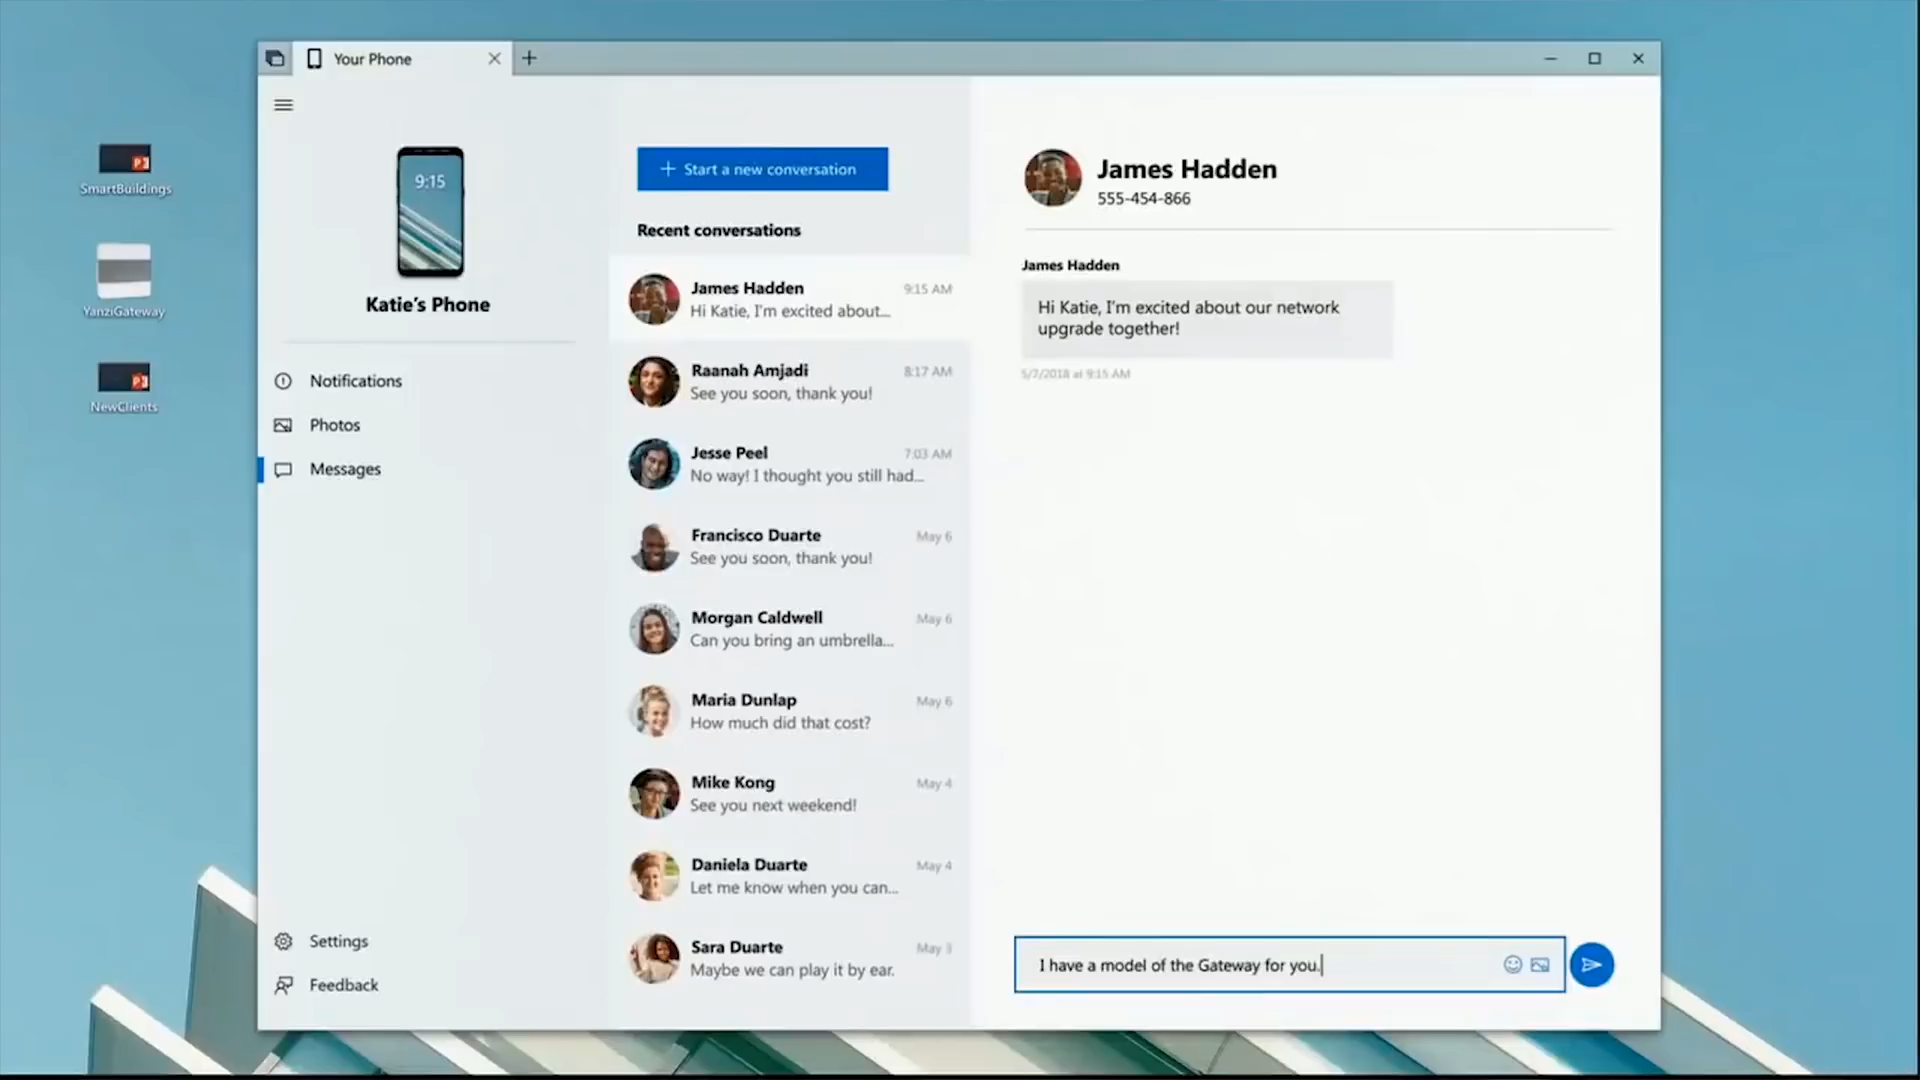 Your Phone
SmartBuildings
YanziGateway
NewClients
9:15
Katie's Phone
Notifications
Photos
Messages
Settings
Feedback
Start a new conversation
Recent conversations
James Hadden 9:15 AM
Hi Katie, I'm excited about...
Raanah Amjadi 8:17 AM
See you soon, thank you!
Jesse Peel 7:03 AM
No way! I thought you still had...
Francisco Duarte May 6
See you soon, thank you!
Morgan Caldwell May 6
Can you bring an umbrella...
Maria Dunlap May 6
How much did that cost?
Mike Kong May 4
See you next weekend!
Daniela Duarte May 4
Let me know when you can...
Sara Duarte May 3
Maybe we can play it by ear.
James Hadden
555-454-866
James Hadden
Hi Katie, I'm excited about our network
upgrade together!
5/7/2018 at 9:15 AM
I have a model of the Gateway for you.